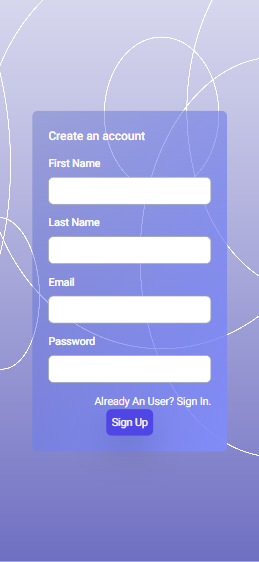 Create an account
First Name
Last Name
Email
Password
Already An User? Sign In.
Sign Up